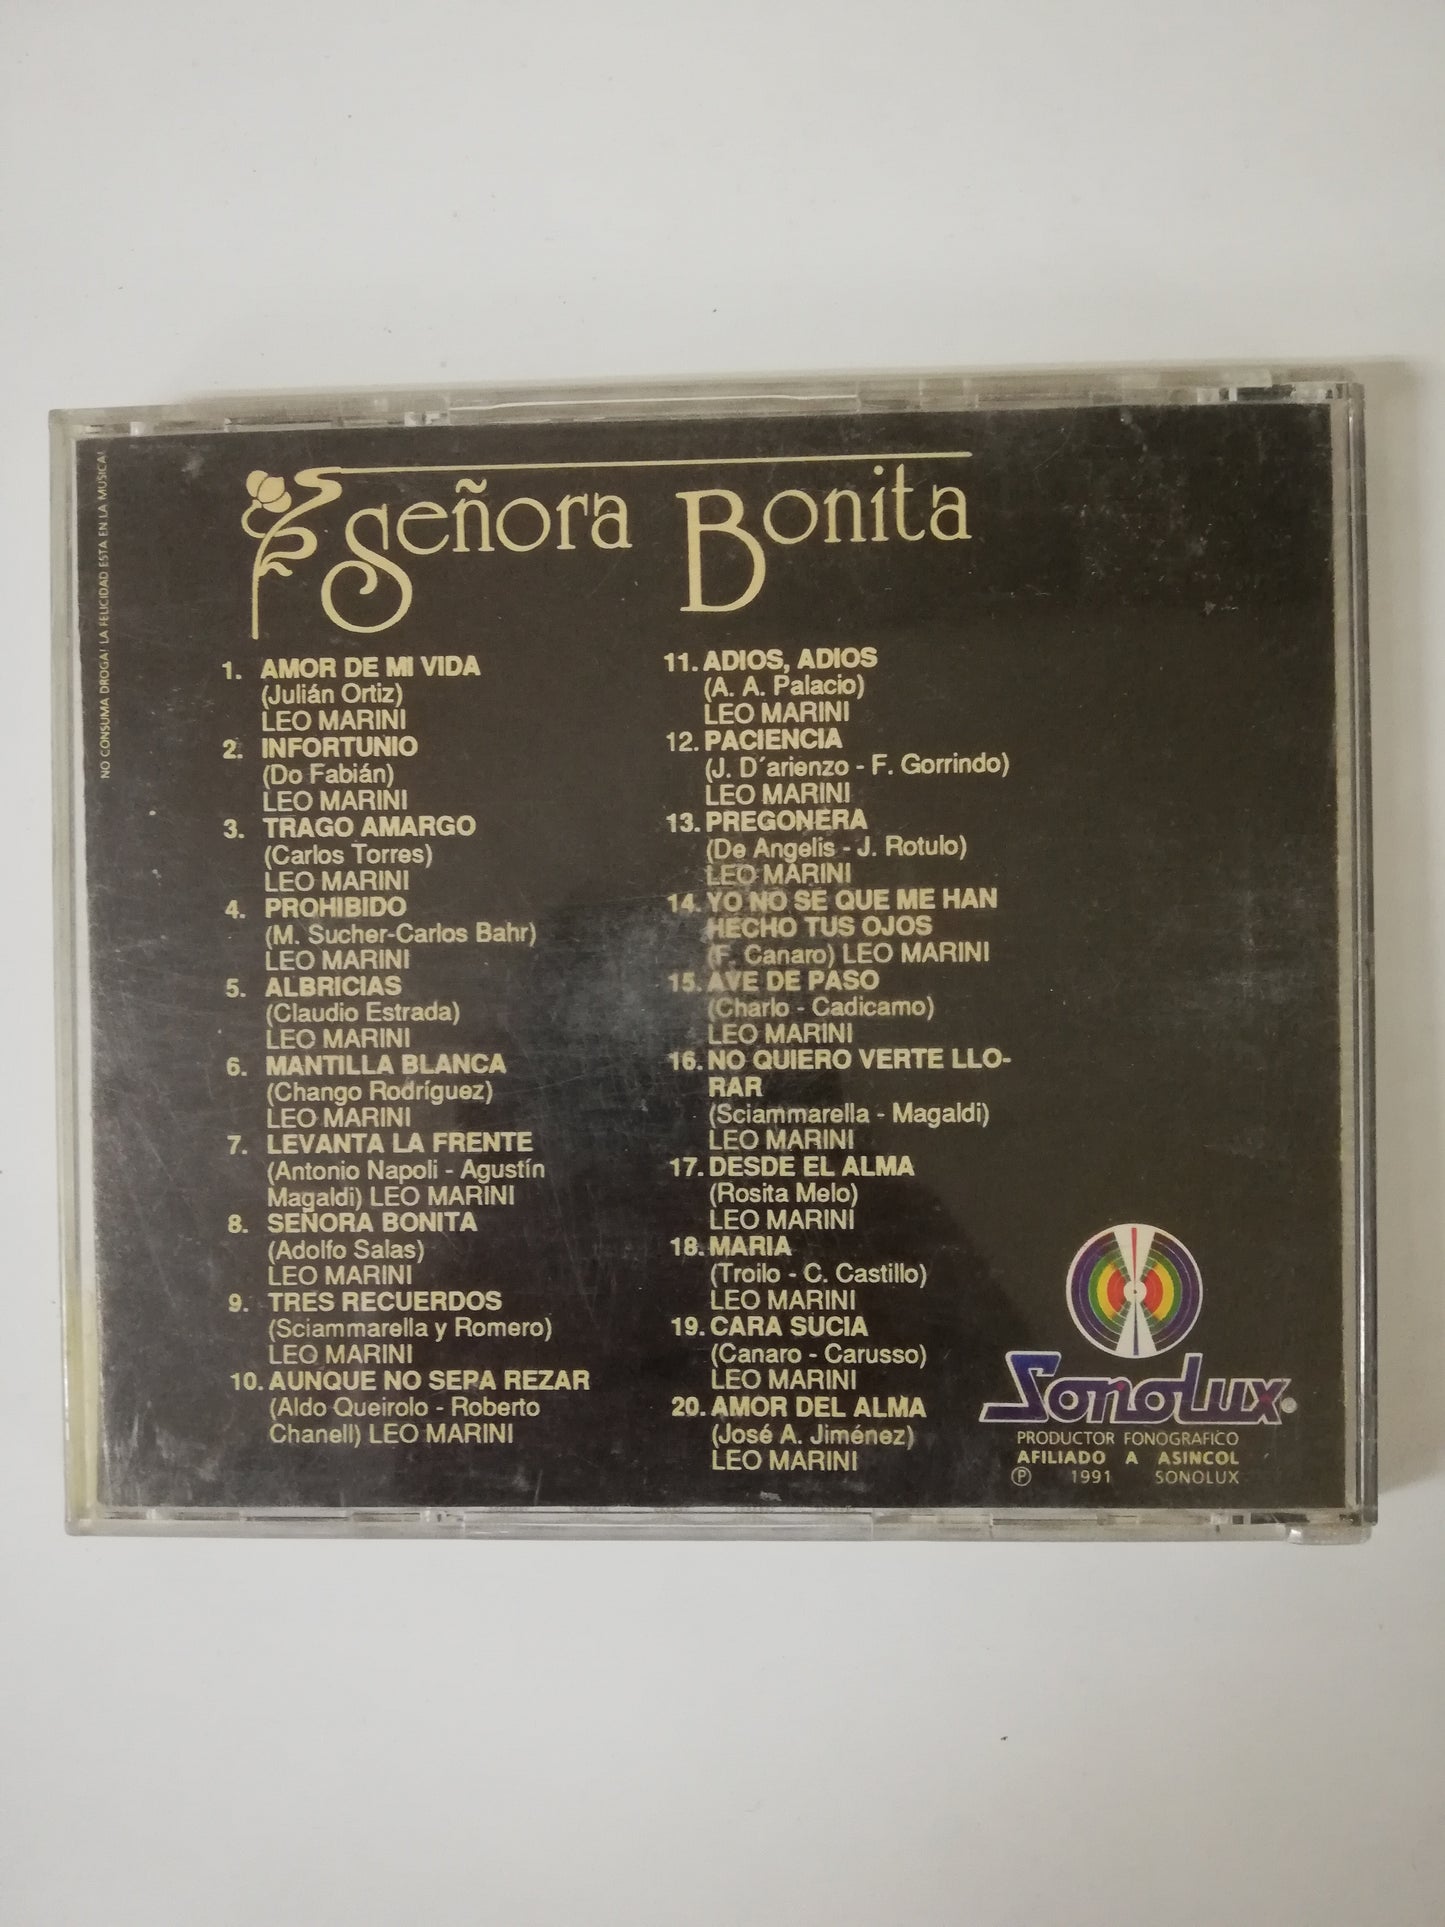 NO CONSUMA DROGA! LA FELICIDAD ESTA EN LA MUSICA!
Señora Bonita
1. AMOR DE MI VIDA
(Julián Ortiz)
LEO MARINI
2. INFORTUNIO
(Do Fabián)
LEO MARINI
3. TRAGO AMARGO
(Carlos Torres)
LEO MARINI
4. PROHIBIDO
(M. Sucher-Carlos Bahr)
LEO MARINI
5. ALBRICIAS
(Claudio Estrada)
LEO MARINI
6. MANTILLA BLANCA
(Chango Rodríguez)
LEO MARINI
7. LEVANTA LA FRENTE
(Antonio Napoli - Agustín
Magaldi) LEO MARINI
8. SEÑORA BONITA
(Adolfo Salas)
LEO MARINI
9. TRES RECUERDOS
(Sciammarella y Romero)
LEO MARINI
10. AUNQUE NO SEPA REZAR
(Aldo Queirolo - Roberto
Chanell) LEO MARINI
11. ADIOS, ADIOS
(A. A. Palacio)
LEO MARINI
12. PACIENCIA
(J. D´arienzo - F. Gorrindo)
LEO MARINI
13. PREGONERA
(De Angelis - J. Rotulo)
LEO MARINI
14. YO NO SE QUE ME HAN
HECHO TUS OJOS
(F. Canaro) LEO MARINI
15. AVE DE PASO
(Charlo - Cadicamo)
LEO MARINI
16. NO QUIERO VERTE LLO-
RAR
(Sciammarella - Magaldi)
LEO MARINI
17. DESDE EL ALMA
(Rosita Melo)
LEO MARINI
18. MARIA
(Troilo - C. Castillo)
LEO MARINI
19. CARA SUCIA
(Canaro - Carusso)
LEO MARINI
20. AMOR DEL ALMA
(José A. Jiménez)
LEO MARINI
Sonolux®
PRODUCTOR FONOGRAFICO
AFILIADO A ASINCOL
℗ 1991 SONOLUX